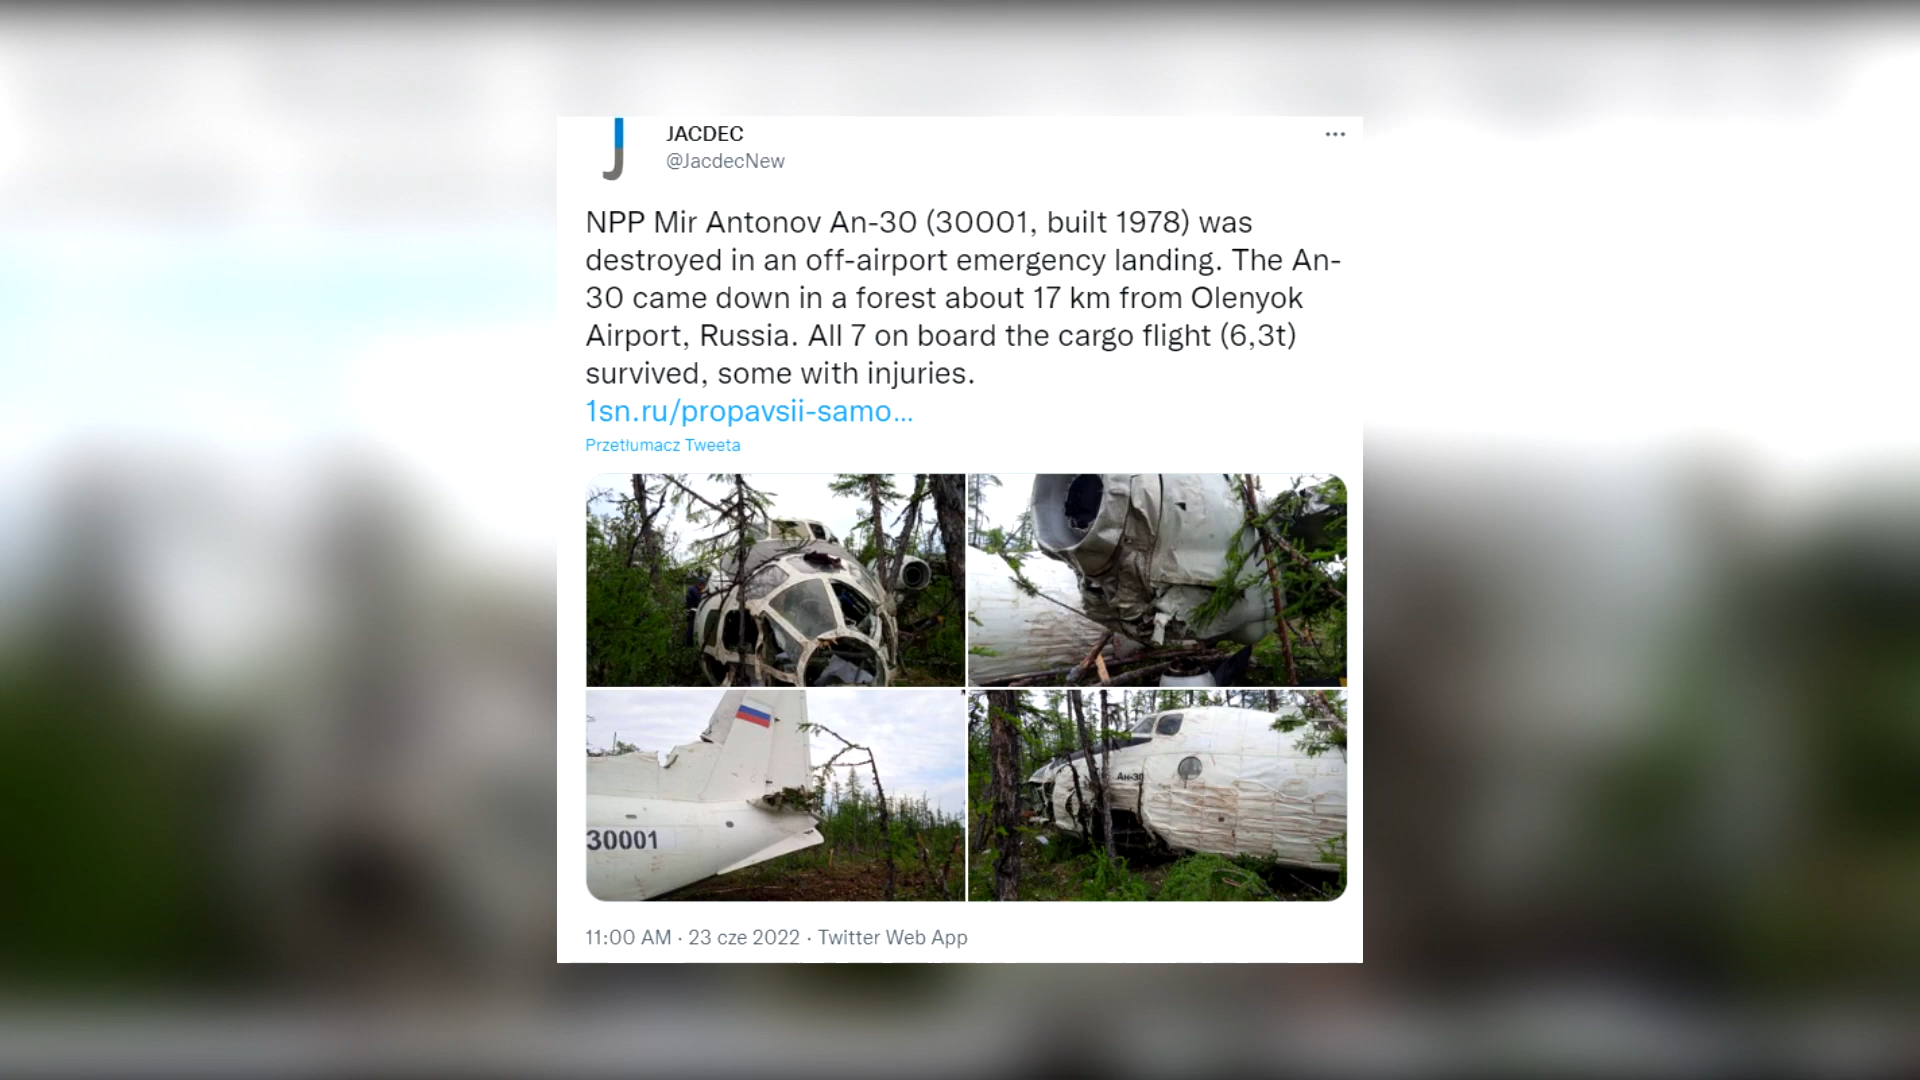 JACDEC
@JacdecNew
NPP Mir Antonov An-30 (30001, built 1978) was
destroyed in an off-airport emergency landing. The An-
30 came down in a forest about 17 km from Olenyok
Airport, Russia. All 7 on board the cargo flight (6,3t)
survived, some with injuries.
1sn.ru/propavsii-samo...
Przetłumacz Tweeta
30001
Ан-30
11:00 AM · 23 cze 2022 · Twitter Web App